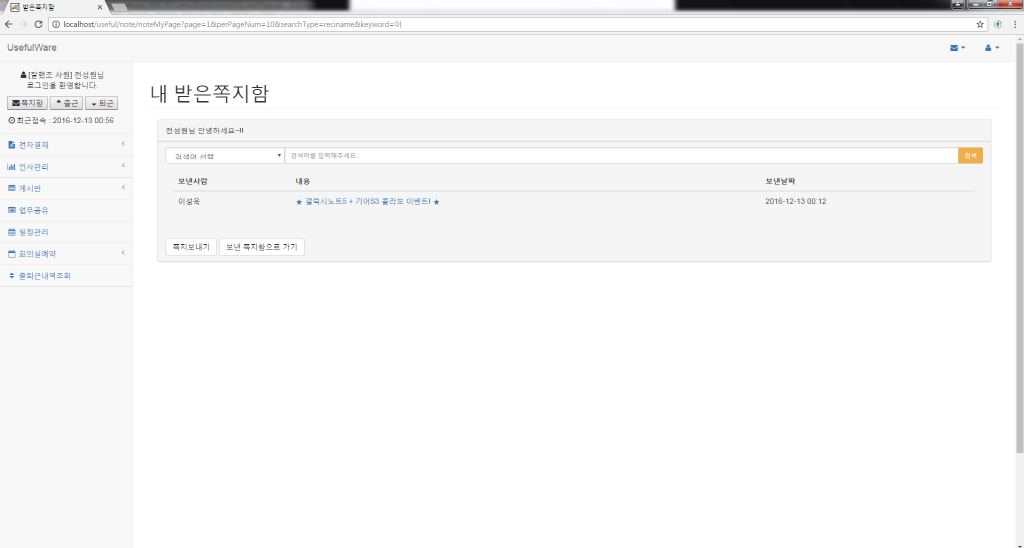 받은쪽지함
localhost/useful/note/noteMyPage?page=1&perPageNum=10&searchType=reciname&keyword=이
UsefulWare
[잘했조 사원] 전성원님
로그인을 환영합니다.
쪽지함 출근 퇴근
최근접속 : 2016-12-13 00:56
전자결재
인사관리
게시판
업무공유
일정관리
회의실예약
출퇴근내역조회
내 받은쪽지함
전성원님 안녕하세요~!!
검색어 선택 검색어를 입력해주세요. 검색
보낸사람 내용 보낸날짜
이성욱 ★ 갤럭시노트5 + 기어S3 콜라보 이벤트! ★ 2016-12-13 00:12
쪽지보내기 보낸 쪽지함으로 가기